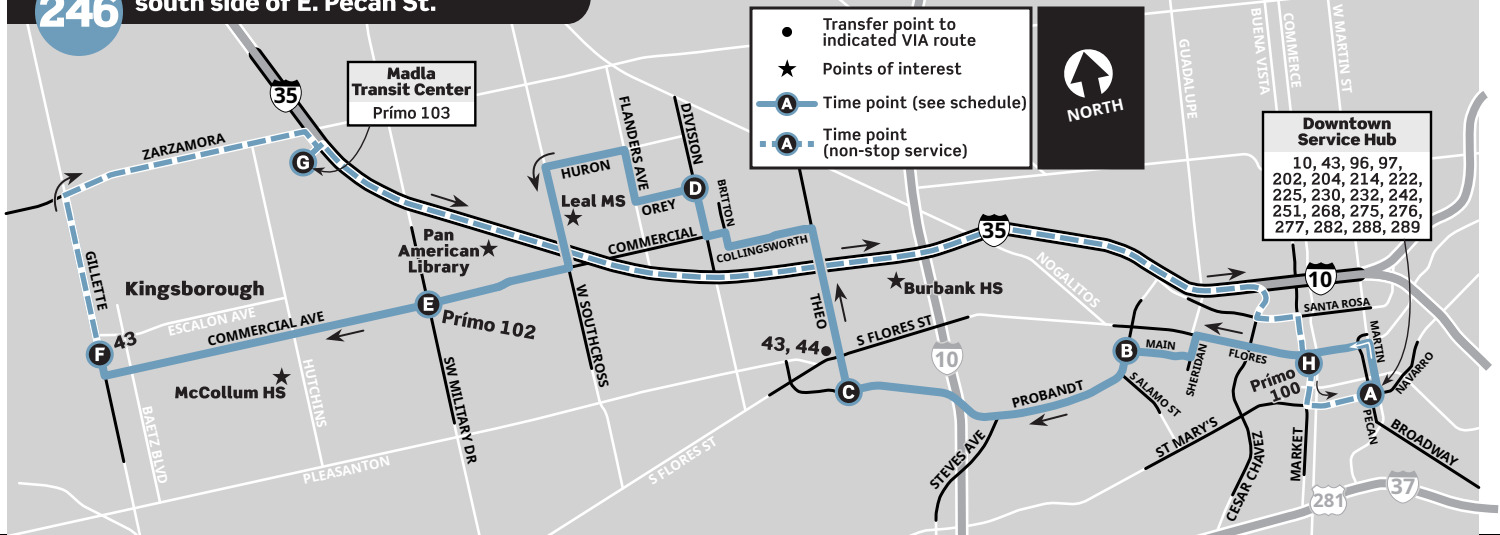 246
south side of E. Pecan St.
Transfer point to
indicated VIA route
Points of interest
A
Time point (see schedule)
A
Time point
(non-stop service)
NORTH
GUADALUPE
BUENA VISTA
COMMERCE
W MARTIN ST
Downtown
Service Hub
10, 43, 96, 97,
202, 204, 214, 222,
225, 230, 232, 242,
251, 268, 275, 276,
277, 282, 288, 289
35
Madla
Transit Center
Prímo 103
ZARZAMORA
G
HURON
FLANDERS AVE
DIVISION
Leal MS
OREY
D
BRITTON
COMMERCIAL
COLLINGSWORTH
Pan
American
Library
35
10
GILLETTE
Kingsborough
ESCALON AVE
COMMERCIAL AVE
E
Prímo 102
W SOUTHCROSS
THEO
Burbank HS
NOGALITOS
SANTA ROSA
F
43
McCollum HS
HUTCHINS
BAETZ BLVD
SW MILITARY DR
PLEASANTON
43, 44
S FLORES ST
S FLORES ST
C
10
B
MAIN
SHERIDAN
FLORES
H
Prímo
100
MARTIN
NAVARRO
A
PECAN
BROADWAY
PROBANDT
S ALAMO ST
ST MARY'S
STEVES AVE
CESAR CHAVEZ
MARKET
281
37